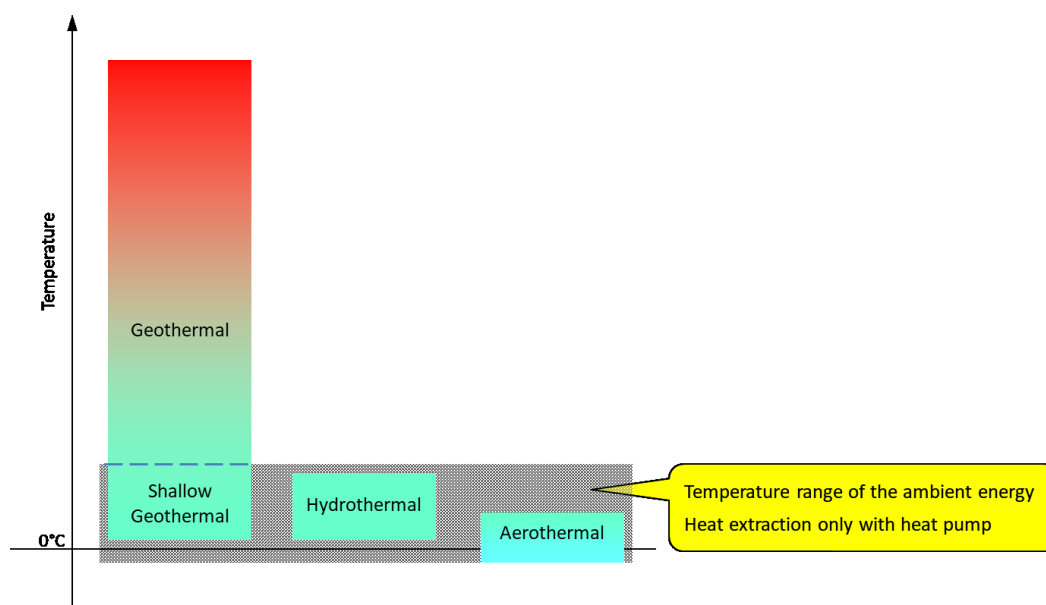 Temperature
Geothermal
Shallow
Geothermal
Hydrothermal
Aerothermal
0°C
Temperature range of the ambient energy
Heat extraction only with heat pump